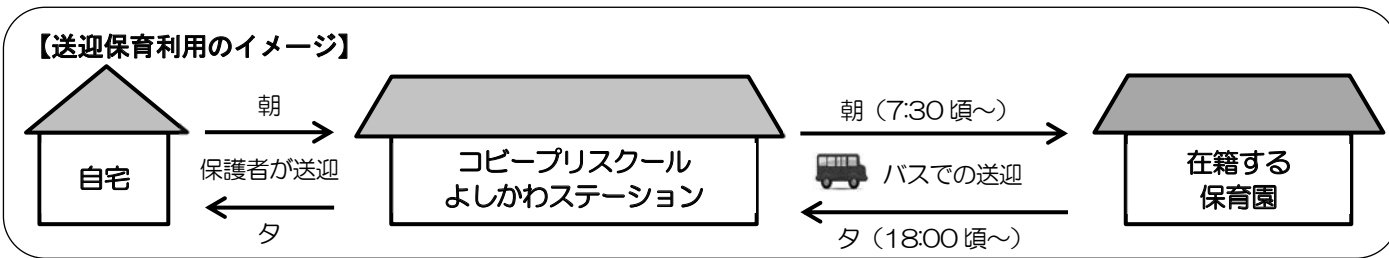 【送迎保育利用のイメージ】
自宅
朝
保護者が送迎
夕
コビープリスクール
よしかわステーション
朝（7:30 頃～）
バスでの送迎
夕（18:00 頃～）
在籍する
保育園